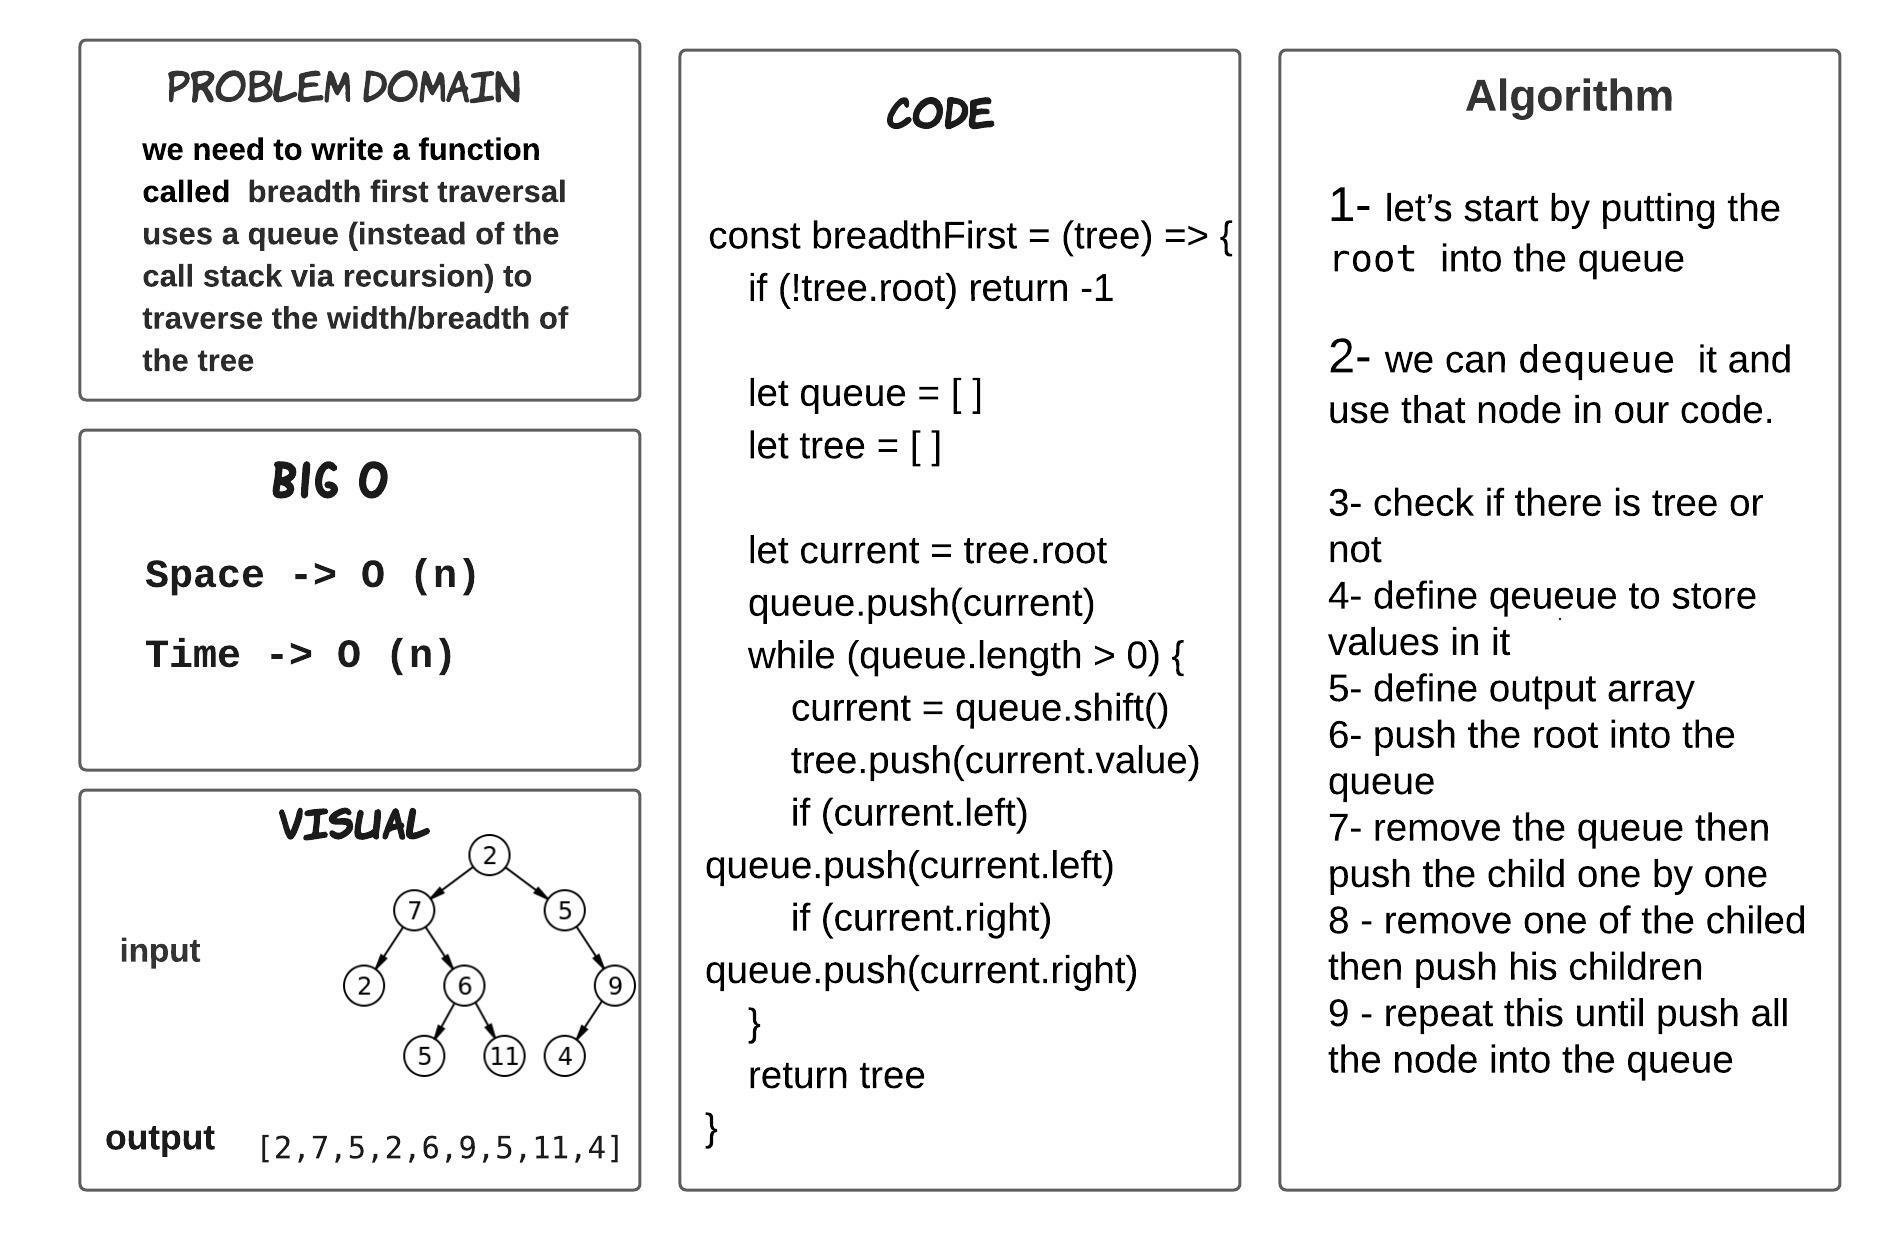 PROBLEM DOMAIN
we need to write a function
called breadth first traversal
uses a queue (instead of the
call stack via recursion) to
traverse the width/breadth of
the tree
BIG O
Space -> O (n)
Time -> O (n)
VISUAL
2
7 5
input
2 6 9
5 11 4
output [2,7,5,2,6,9,5,11,4]
CODE
const breadthFirst = (tree) => {
if (!tree.root) return -1
let queue = [ ]
let tree = [ ]
let current = tree.root
queue.push(current)
while (queue.length > 0) {
current = queue.shift()
tree.push(current.value)
if (current.left)
queue.push(current.left)
if (current.right)
queue.push(current.right)
}
return tree
}
Algorithm
1- let’s start by putting the
root into the queue
2- we can dequeue it and
use that node in our code.
3- check if there is tree or
not
4- define qeueue to store
values in it
5- define output array
6- push the root into the
queue
7- remove the queue then
push the child one by one
8 - remove one of the chiled
then push his children
9 - repeat this until push all
the node into the queue